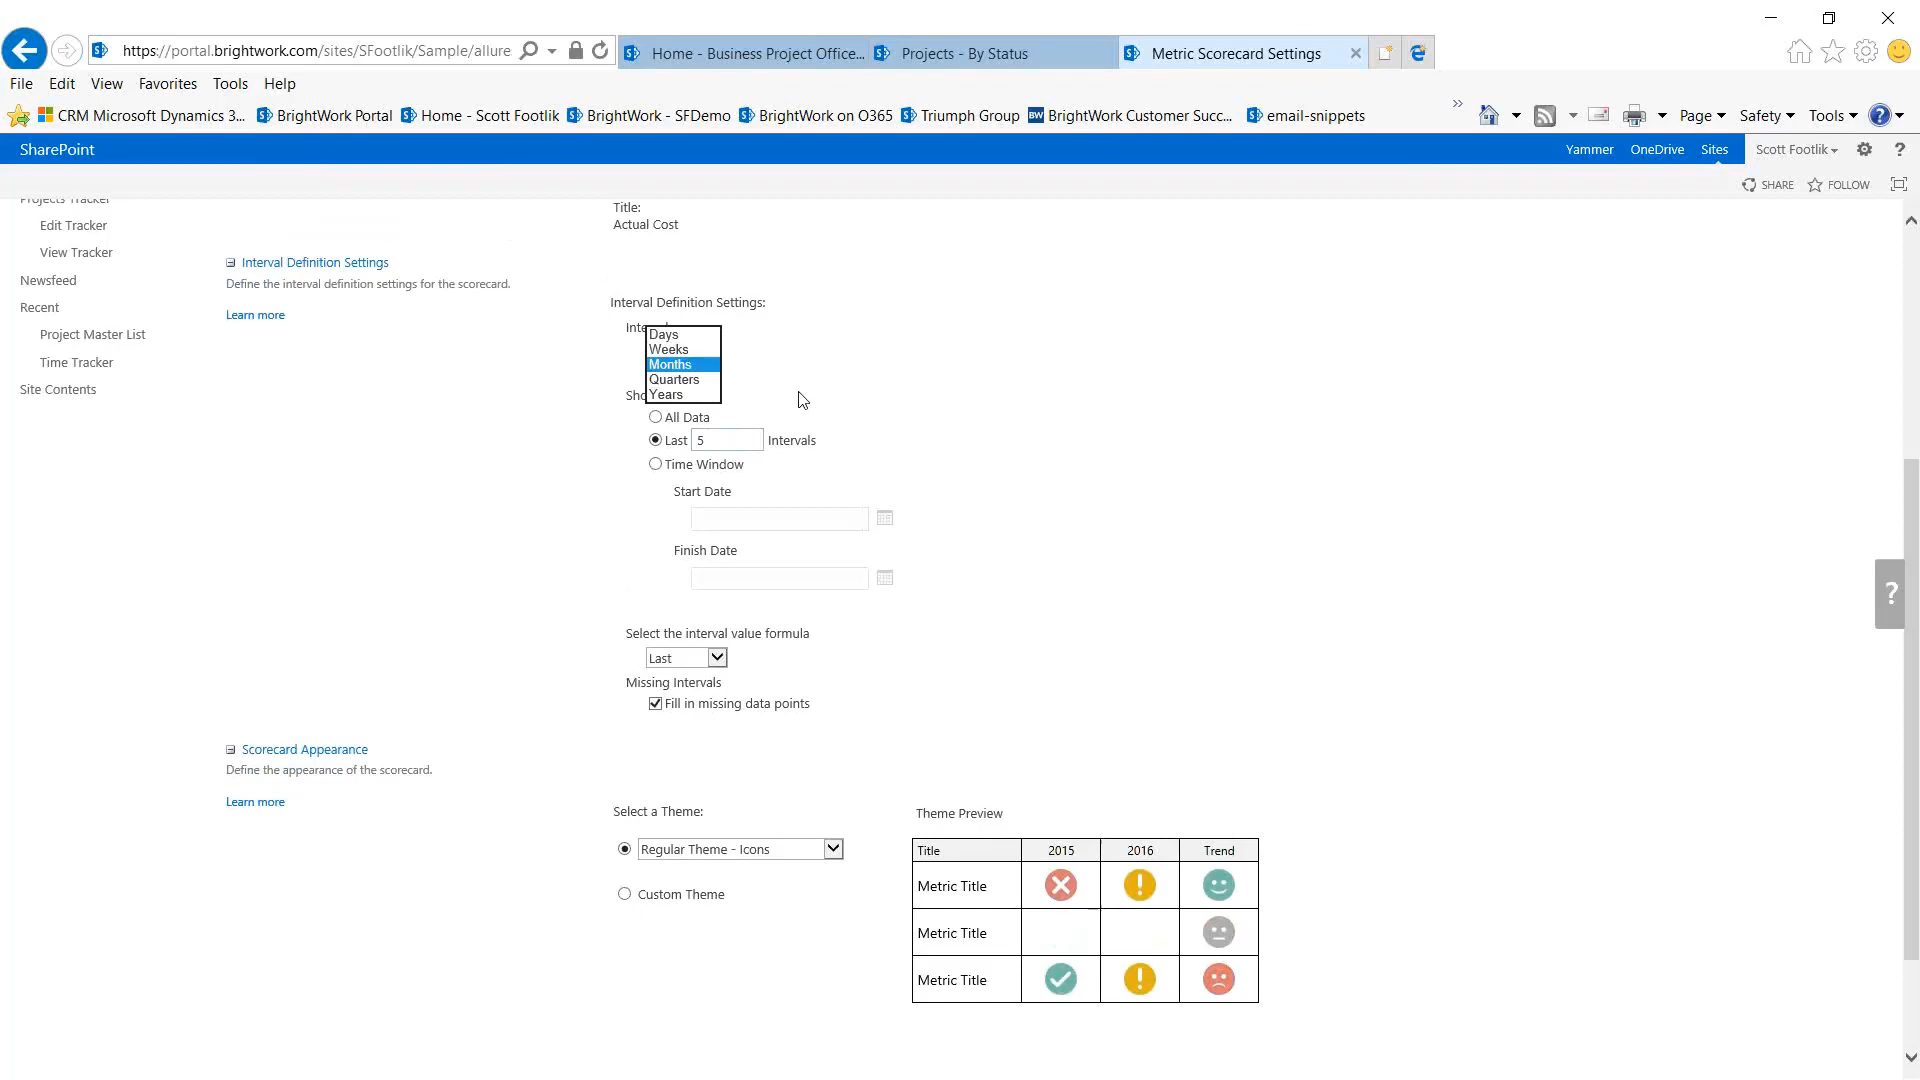 https://portal.brightwork.com/sites/SFootlik/Sample/allure
Home - Business Project Office...
Projects - By Status
Metric Scorecard Settings
File Edit View Favorites Tools Help
CRM Microsoft Dynamics 3...
BrightWork Portal
Home - Scott Footlik
BrightWork - SFDemo
BrightWork on O365
Triumph Group
BW BrightWork Customer Succ...
email-snippets
Page
Safety
Tools
SharePoint
Yammer OneDrive Sites Scott Footlik
SHARE FOLLOW
Projects Tracker
Edit Tracker
View Tracker
Newsfeed
Recent
Project Master List
Time Tracker
Site Contents
Title:
Actual Cost
Interval Definition Settings
Define the interval definition settings for the scorecard.
Learn more
Interval Definition Settings:
Days
Weeks
Months
Quarters
Years
All Data
Last 5 Intervals
Time Window
Start Date
Finish Date
Select the interval value formula
Last
Missing Intervals
Fill in missing data points
Scorecard Appearance
Define the appearance of the scorecard.
Learn more
Select a Theme:
Regular Theme - Icons
Custom Theme
Theme Preview
Title 2015 2016 Trend
Metric Title
Metric Title
Metric Title